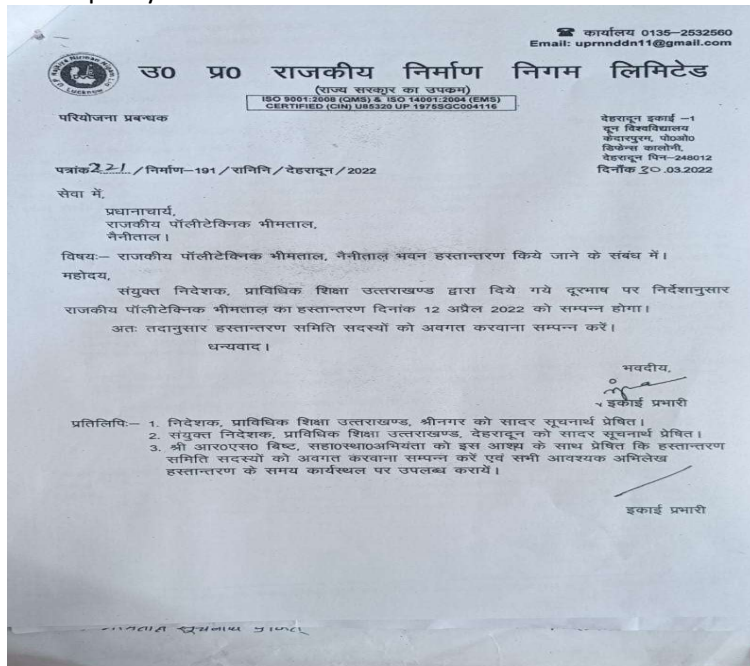 ☎ कार्यालय 0135–2532560
Email: uprnnddn11@gmail.com
उ0 प्र0 राजकीय निर्माण निगम लिमिटेड
(राज्य सरकार का उपकम)
ISO 9001:2008 (QMS) & ISO 14001:2004 (EMS)
CERTIFIED (CIN) U85320 UP 1975SGC004116
परियोजना प्रबन्धक
देहरादून इकाई –1
दून विश्वविद्यालय
केदारपुरम, पो0ओ0
डिफेन्स कालोनी,
देहरादून पिन–248012
पत्रांक 221 / निर्माण–191 / रानिनि / देहरादून / 2022
दिनाँक 30 .03.2022
सेवा में,
प्रधानाचार्य,
राजकीय पॉलीटेक्निक भीमताल,
नैनीताल।
विषयः– राजकीय पॉलीटेक्निक भीमताल, नैनीताल भवन हस्तान्तरण किये जाने के संबंध में।
महोदय,
संयुक्त निदेशक, प्राविधिक शिक्षा उत्तराखण्ड द्वारा दिये गये दूरभाष पर निर्देशानुसार
राजकीय पॉलीटेक्निक भीमताल का हस्तान्तरण दिनांक 12 अप्रैल 2022 को सम्पन्न होगा।
अतः तदानुसार हस्तान्तरण समिति सदस्यों को अवगत करवाना सम्पन्न करें।
धन्यवाद।
भवदीय,
इकाई प्रभारी
प्रतिलिपिः– 1. निदेशक, प्राविधिक शिक्षा उत्तराखण्ड, श्रीनगर को सादर सूचनार्थ प्रेषित।
2. संयुक्त निदेशक, प्राविधिक शिक्षा उत्तराखण्ड, देहरादून को सादर सूचनार्थ प्रेषित।
3. श्री आर0एस0 बिष्ट, सहा0स्था0अभियंता को इस आशय के साथ प्रेषित कि हस्तान्तरण
समिति सदस्यों को अवगत करवाना सम्पन्न करें एवं सभी आवश्यक अभिलेख
हस्तान्तरण के समय कार्यस्थल पर उपलब्ध करायें।
इकाई प्रभारी